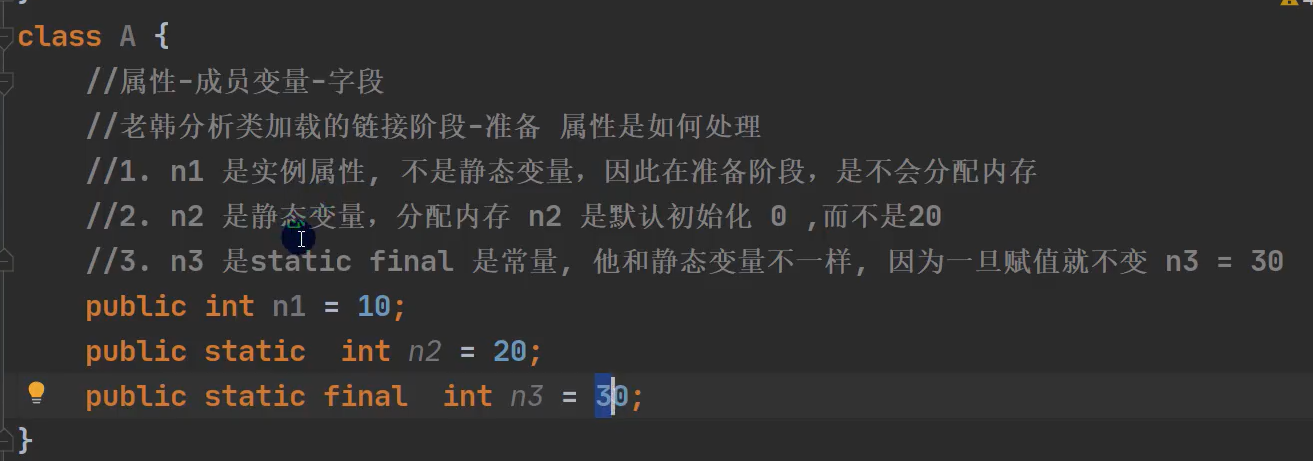 class A {
//属性-成员变量-字段
//老韩分析类加载的链接阶段-准备 属性是如何处理
//1. n1 是实例属性, 不是静态变量，因此在准备阶段，是不会分配内存
//2. n2 是静态变量，分配内存 n2 是默认初始化 0 ,而不是20
//3. n3 是static final 是常量, 他和静态变量不一样, 因为一旦赋值就不变 n3 = 30
public int n1 = 10;
public static  int n2 = 20;
public static final  int n3 = 30;
}